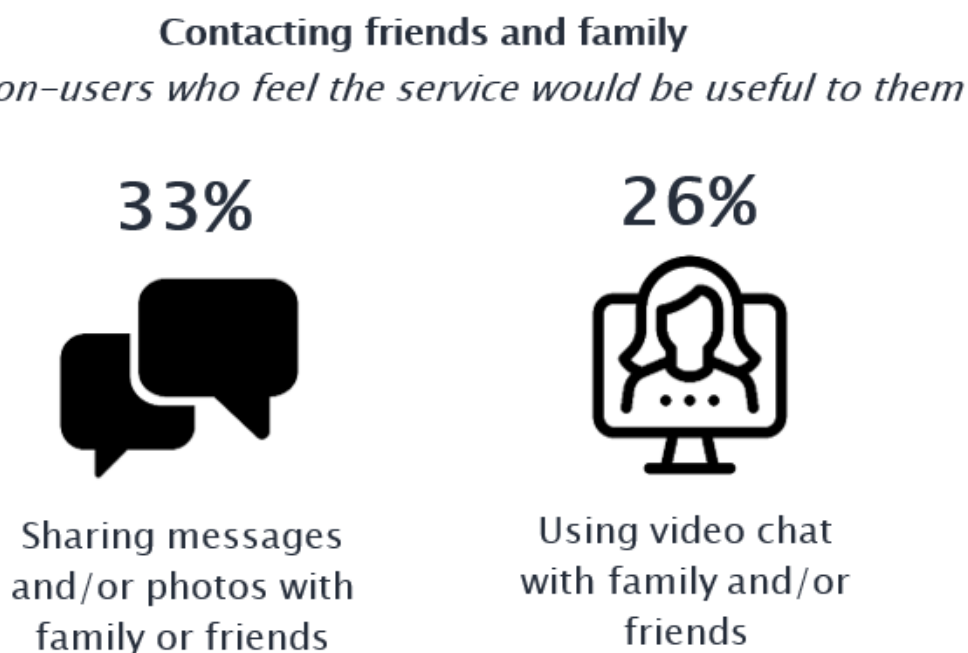 Contacting friends and family
on-users who feel the service would be useful to them
33%
26%
Sharing messages
and/or photos with
family or friends
Using video chat
with family and/or
friends